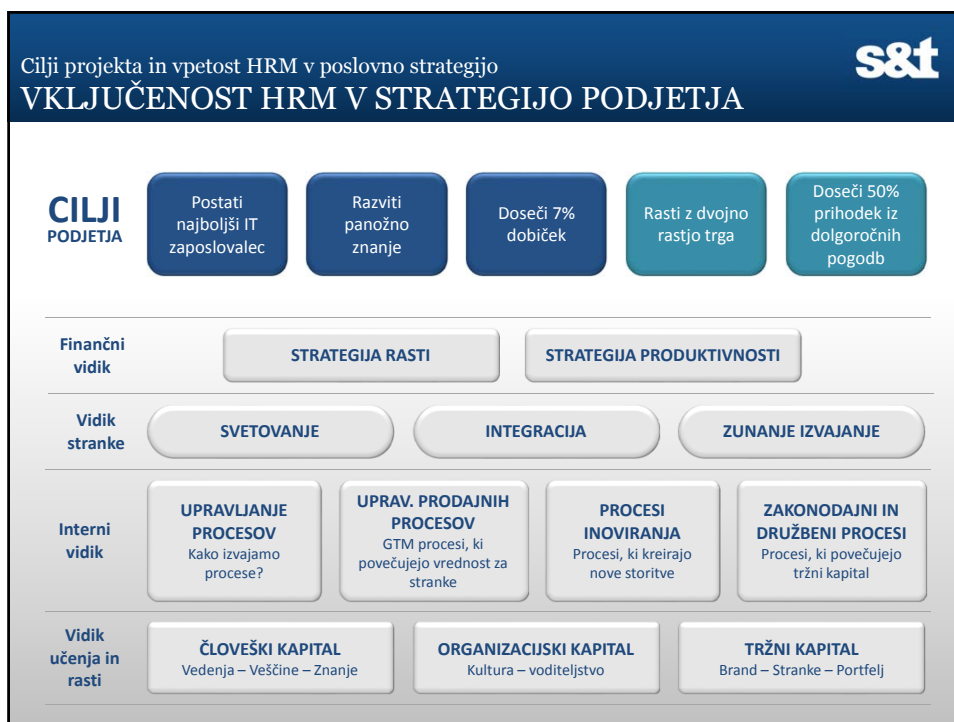 Cilji projekta in vpetost HRM v poslovno strategijo
VKLJUČENOST HRM V STRATEGIJO PODJETJA
s&t
CILJI
PODJETJA
Postati
najboljši IT
zaposlovalec
Razviti
panožno
znanje
Doseči 7%
dobiček
Rasti z dvojno
rastjo trga
Doseči 50%
prihodek iz
dolgoročnih
pogodb
Finančni
vidik
STRATEGIJA RASTI
STRATEGIJA PRODUKTIVNOSTI
Vidik
stranke
SVETOVANJE
INTEGRACIJA
ZUNANJE IZVAJANJE
Interni
vidik
UPRAVLJANJE
PROCESOV
Kako izvajamo
procese?
UPRAV. PRODAJNIH
PROCESOV
GTM procesi, ki
povečujejo vrednost za
stranke
PROCESI
INOVIRANJA
Procesi, ki kreirajo
nove storitve
ZAKONODAJNI IN
DRUŽBENI PROCESI
Procesi, ki povečujejo
tržni kapital
Vidik
učenja in
rasti
ČLOVEŠKI KAPITAL
Vedenja – Veščine – Znanje
ORGANIZACIJSKI KAPITAL
Kultura – voditeljstvo
TRŽNI KAPITAL
Brand – Stranke – Portfelj